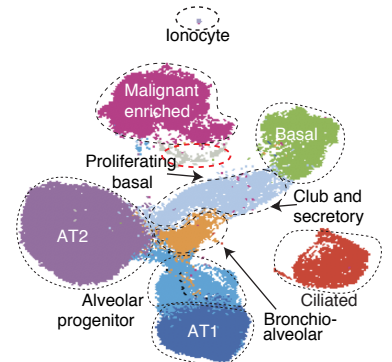 Ionocyte
Malignant
enriched
Basal
Proliferating
basal
Club and
secretory
AT2
Ciliated
Alveolar
progenitor
Bronchio-
alveolar
AT1